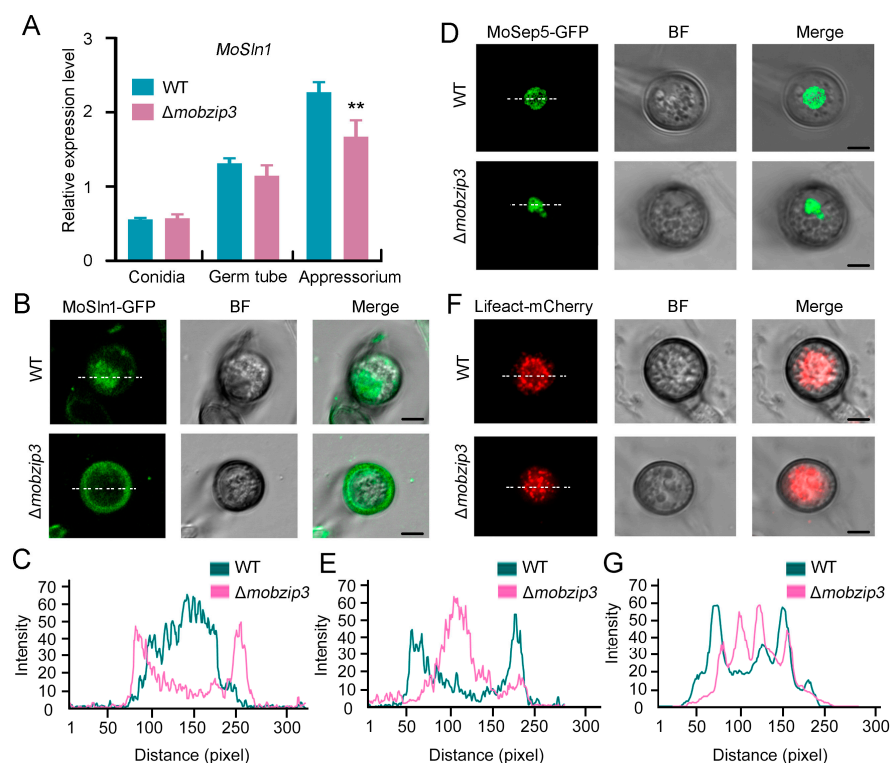 A
MoSln1
Relative expression level
3
2
1
0
WT
Δmobzip3
**
Conidia
Germ tube
Appressorium
B
MoSln1-GFP
BF
Merge
WT
Δmobzip3
C
WT
Δmobzip3
Intensity
70
60
50
40
30
20
10
0
1
100
150
200
250
300
Distance (pixel)
D
MoSep5-GFP
BF
Merge
WT
Δmobzip3
F
Lifeact-mCherry
BF
Merge
WT
Δmobzip3
E
WT
Δmobzip3
Intensity
70
60
50
40
30
20
10
0
1
50
100
150
200
300
Distance (pixel)
G
WT
Δmobzip3
Intensity
70
60
50
40
30
20
10
0
1
50
100
150
200
300
Distance (pixel)